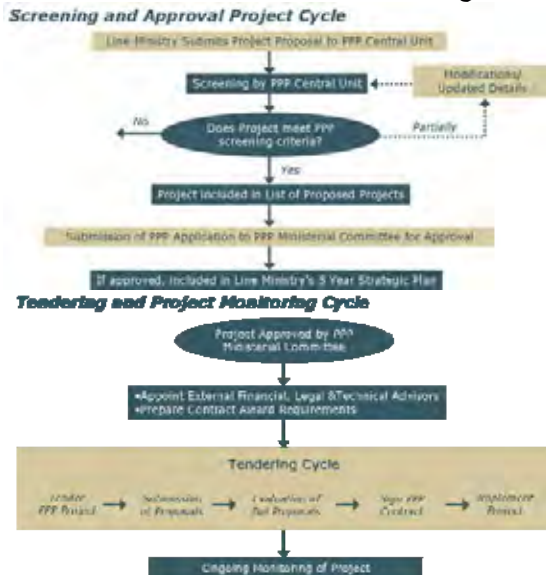 Screening and Approval Project Cycle
Line Ministry Submits Project Proposal to PPP Central Unit
Screening by PPP Central Unit
Modifications/
Updated Details
No
Does Project meet PPP
screening criteria?
Partially
Yes
Project included in List of Proposed Projects
Submission of PPP Application to PPP Ministerial Committee for Approval
If approved, included in Line Ministry's 5 Year Strategic Plan
Tendering and Project Monitoring Cycle
Project Approved by PPP
Ministerial Committee
•Appoint External Financial, Legal &Technical Advisors
•Prepare Contract Award Requirements
Tendering Cycle
Tender
PPP Project
Submission
of Proposals
Evaluation of
Proposals
Sign PPP
Contract
Implement
Project
Ongoing Monitoring of Project